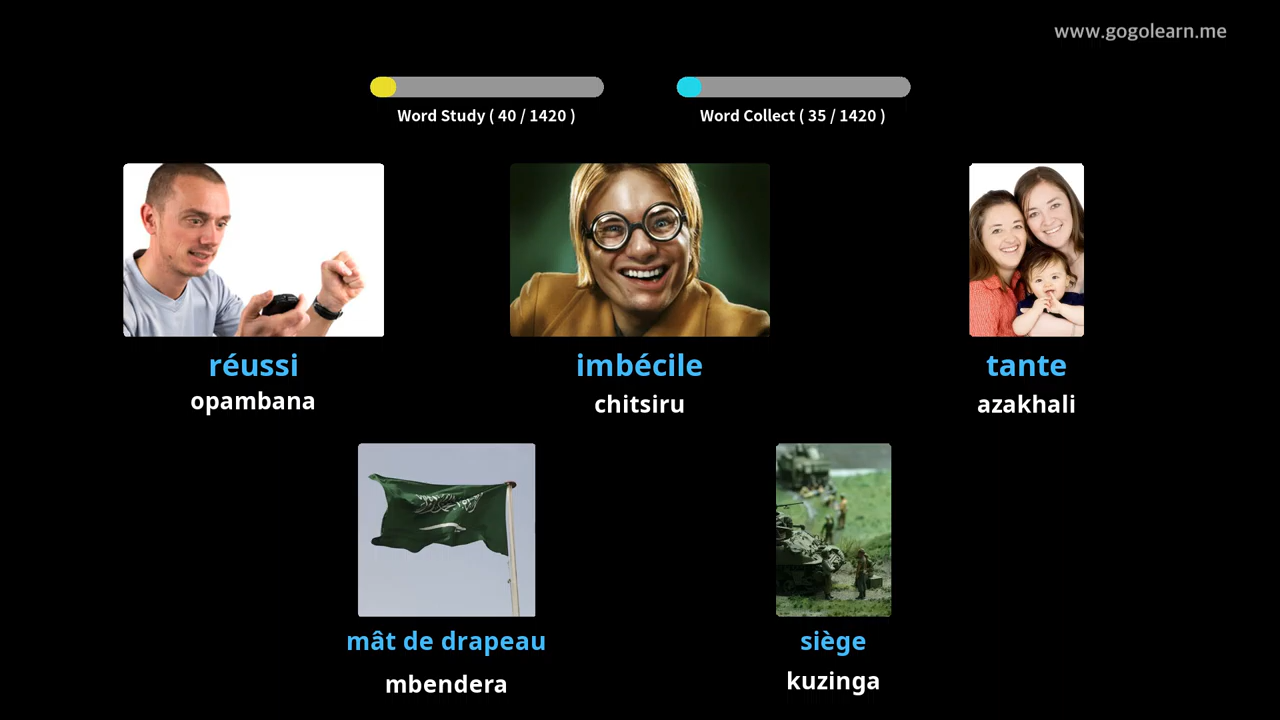 www.gogolearn.me
Word Study ( 40 / 1420 )
Word Collect ( 35 / 1420 )
réussi
imbécile
tante
opambana
chitsiru
azakhali
mât de drapeau
siège
mbendera
kuzinga